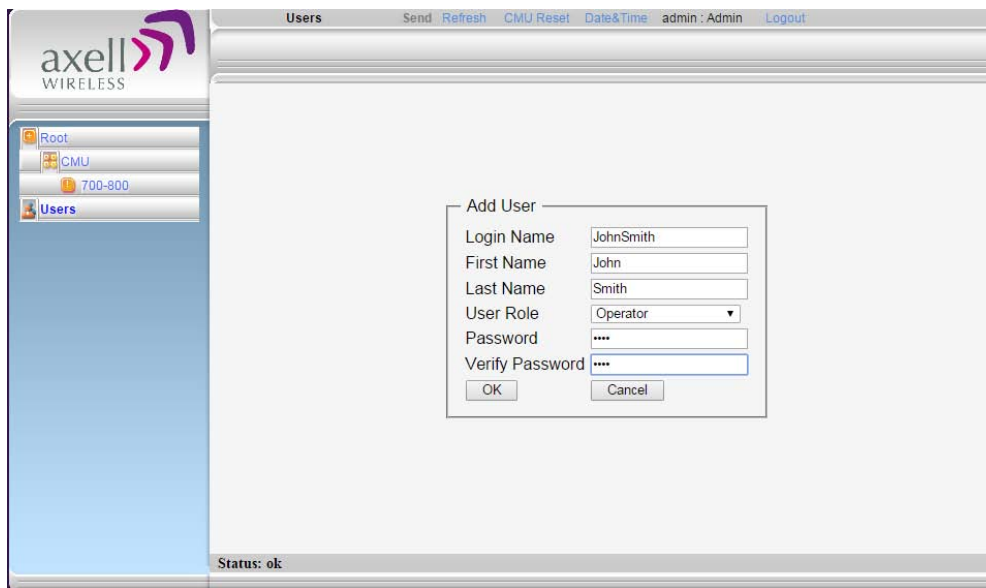 axell
WIRELESS
Users Send Refresh CMU Reset Date&Time admin : Admin Logout
Root
CMU
700-800
Users
Add User
Login Name JohnSmith
First Name John
Last Name Smith
User Role Operator
Password ••••
Verify Password ••••
OK Cancel
Status: ok